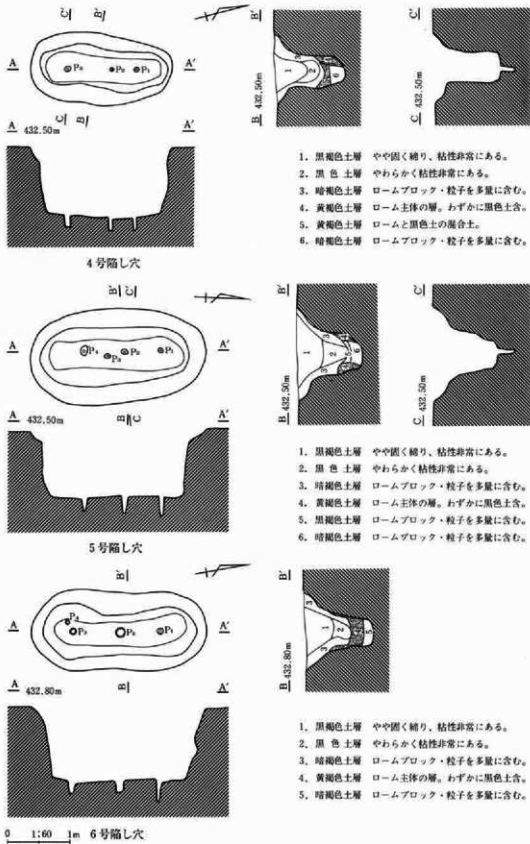 C' B' B' C'
A A'
P₃ P₂ P₁
C B
A 432.50m A'
B 432.50m
C 432.50m
1 2 3 6
1. 黒褐色土層 やや固く締り、粘性非常にある。
2. 黒色土層 やわらかく粘性非常にある。
3. 暗褐色土層 ロームブロック・粒子を多量に含む。
4. 黄褐色土層 ローム主体の層。わずかに黒色土含。
5. 黄褐色土層 ロームと黒色土の混合土。
6. 暗褐色土層 ロームブロック・粒子を多量に含む。
4号陥し穴
B' C' B' C'
A A'
P₄ P₃ P₂ P₁
B C
A 432.50m A'
B 432.50m
C 432.50m
1 2 3 3 5 6
1. 黒褐色土層 やや固く締り、粘性非常にある。
2. 黒色土層 やわらかく粘性非常にある。
3. 暗褐色土層 ロームブロック・粒子を多量に含む。
4. 黄褐色土層 ローム主体の層。わずかに黒色土含。
5. 黒褐色土層 ロームブロック・粒子を多量に含む。
6. 暗褐色土層 ロームブロック・粒子を多量に含む。
5号陥し穴
B' B'
A A'
P₄ P₃ P₂ P₁
B
A 432.80m A'
B 432.80m
1 2 3 3 5
1. 黒褐色土層 やや固く締り、粘性非常にある。
2. 黒色土層 やわらかく粘性非常にある。
3. 暗褐色土層 ロームブロック・粒子を多量に含む。
4. 黄褐色土層 ローム主体の層。わずかに黒色土含。
5. 暗褐色土層 ロームブロック・粒子を多量に含む。
0 1:60 1m 6号陥し穴